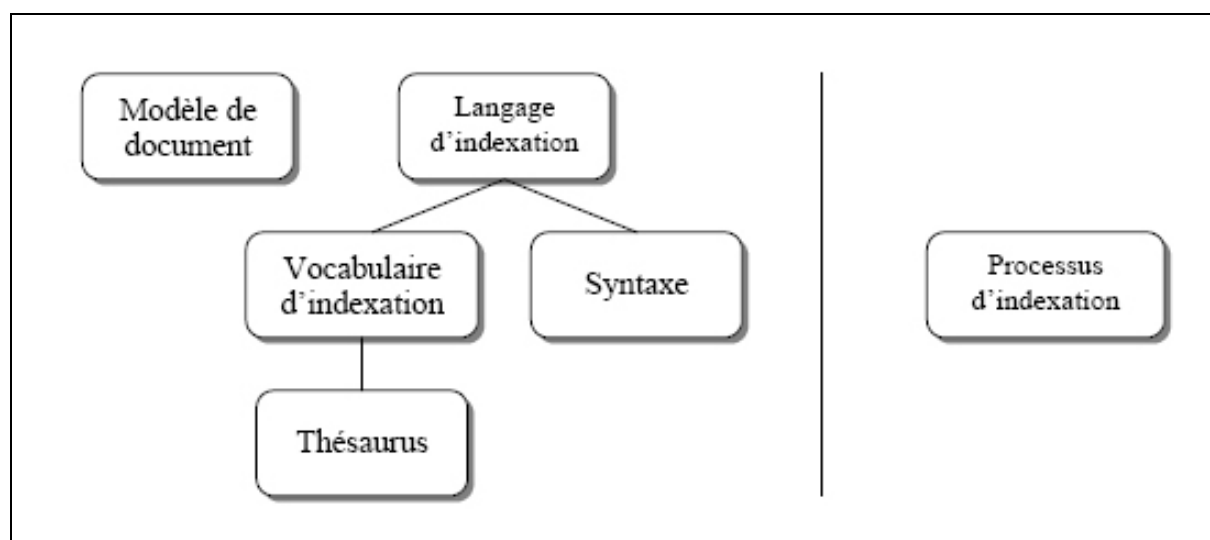 Modèle de
document
Langage
d’indexation
Vocabulaire
d’indexation
Syntaxe
Thésaurus
Processus
d’indexation